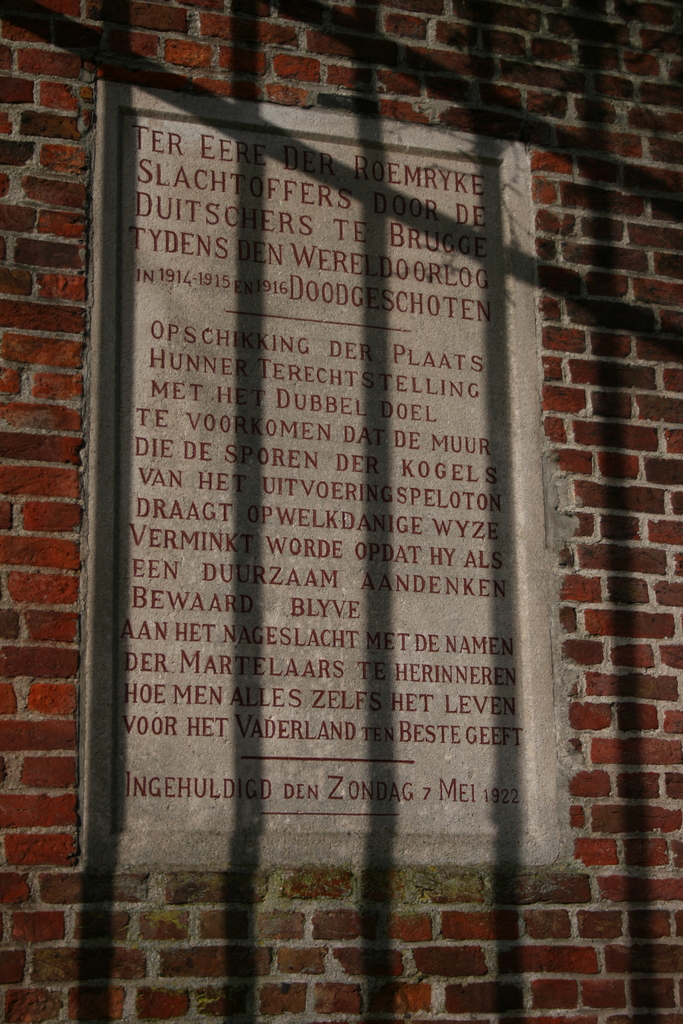 TER EERE DER ROEMRYKE
SLACHTOFFERS DOOR DE
DUITSCHERS TE BRUGGE
TYDENS DEN WERELDOORLOG
IN 1914-1915 EN 1916 DOODGESCHOTEN
OPSCHIKKING DER PLAATS
HUNNER TERECHTSTELLING
MET HET DUBBEL DOEL
TE VOORKOMEN DAT DE MUUR
DIE DE SPOREN DER KOGELS
VAN HET UITVOERINGSPELOTON
DRAAGT OPWELKDANIGE WYZE
VERMINKT WORDE OPDAT HY ALS
EEN DUURZAAM AANDENKEN
BEWAARD BLYVE
AAN HET NAGESLACHT MET DE NAMEN
DER MARTELAARS TE HERINNEREN
HOE MEN ALLES ZELFS HET LEVEN
VOOR HET VADERLAND TEN BESTE GEEFT
INGEHULDIGD DEN ZONDAG 7 MEI 1922